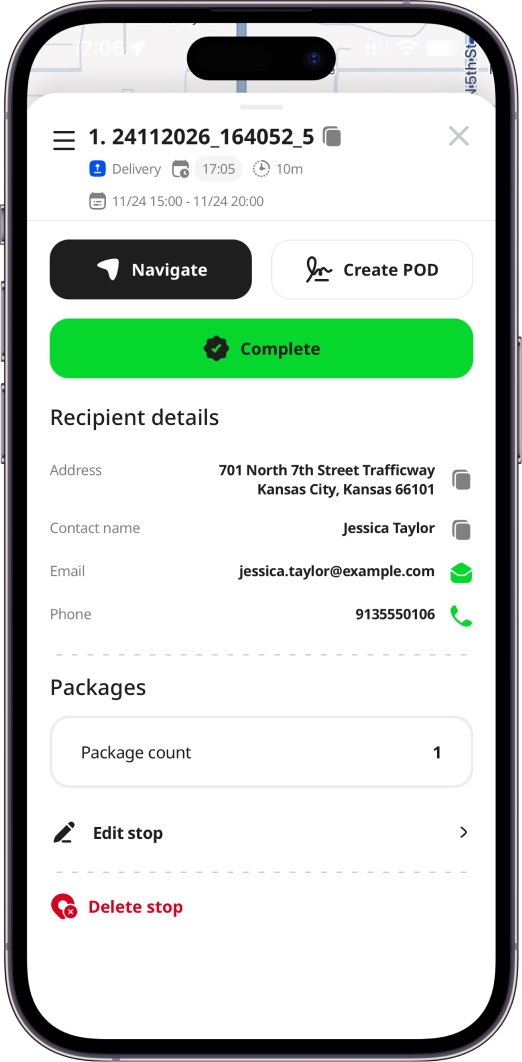 17:06
N 5th St
1. 24112026_164052_5
Delivery 17:05 10m
11/24 15:00 - 11/24 20:00
Navigate
Create POD
Complete
Recipient details
Address 701 North 7th Street Trafficway
Kansas City, Kansas 66101
Contact name Jessica Taylor
Email jessica.taylor@example.com
Phone 9135550106
Packages
Package count 1
Edit stop
Delete stop